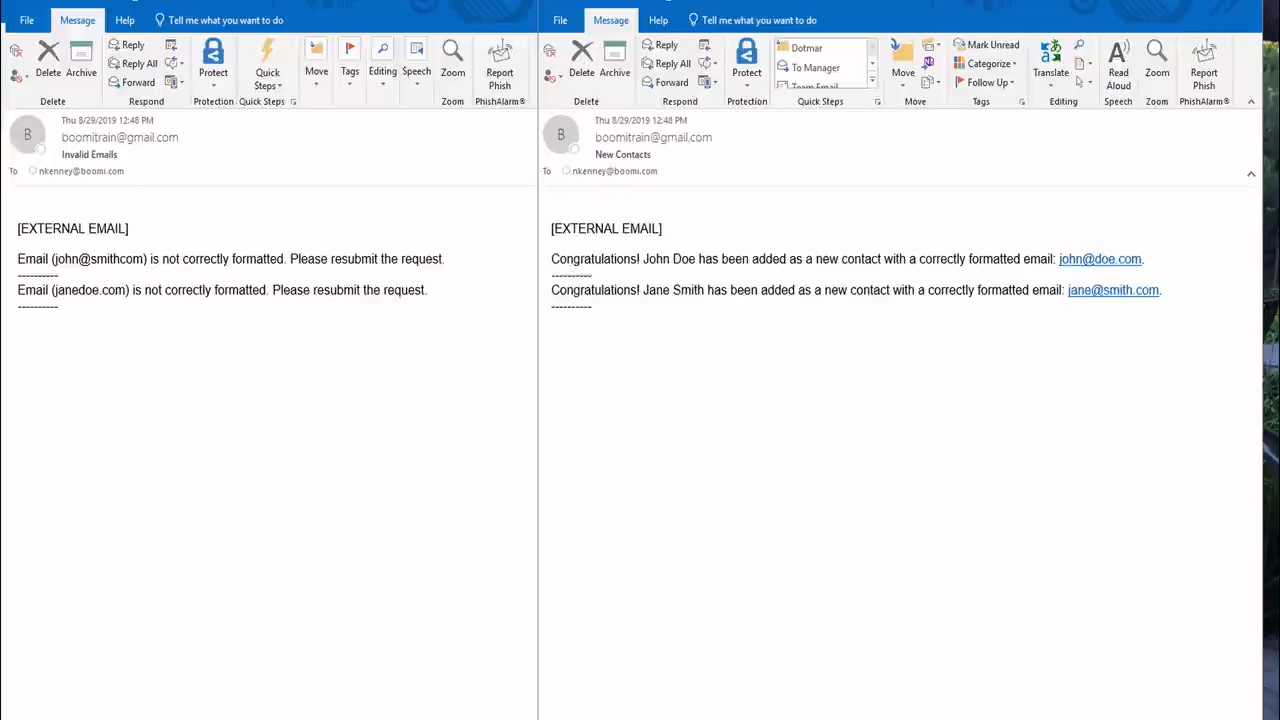 File Message Help Tell me what you want to do
Delete Archive Reply Reply All Forward Protect Quick Steps Move Tags Editing Speech Zoom Report Phish
Delete Respond Protection Quick Steps Zoom PhishAlarm®
Thu 8/29/2019 12:48 PM
B
boomitrain@gmail.com
Invalid Emails
To nkenney@boomi.com
[EXTERNAL EMAIL]
Email (john@smithcom) is not correctly formatted. Please resubmit the request.
----------
Email (janedoe.com) is not correctly formatted. Please resubmit the request.
----------
File Message Help Tell me what you want to do
Delete Archive Reply Reply All Forward Protect Dotmar To Manager Team Email Move Mark Unread Categorize Follow Up Translate Read Aloud Zoom Report Phish
Delete Respond Protection Quick Steps Move Tags Editing Speech Zoom PhishAlarm®
Thu 8/29/2019 12:48 PM
B
boomitrain@gmail.com
New Contacts
To nkenney@boomi.com
[EXTERNAL EMAIL]
Congratulations! John Doe has been added as a new contact with a correctly formatted email: john@doe.com.
----------
Congratulations! Jane Smith has been added as a new contact with a correctly formatted email: jane@smith.com.
----------